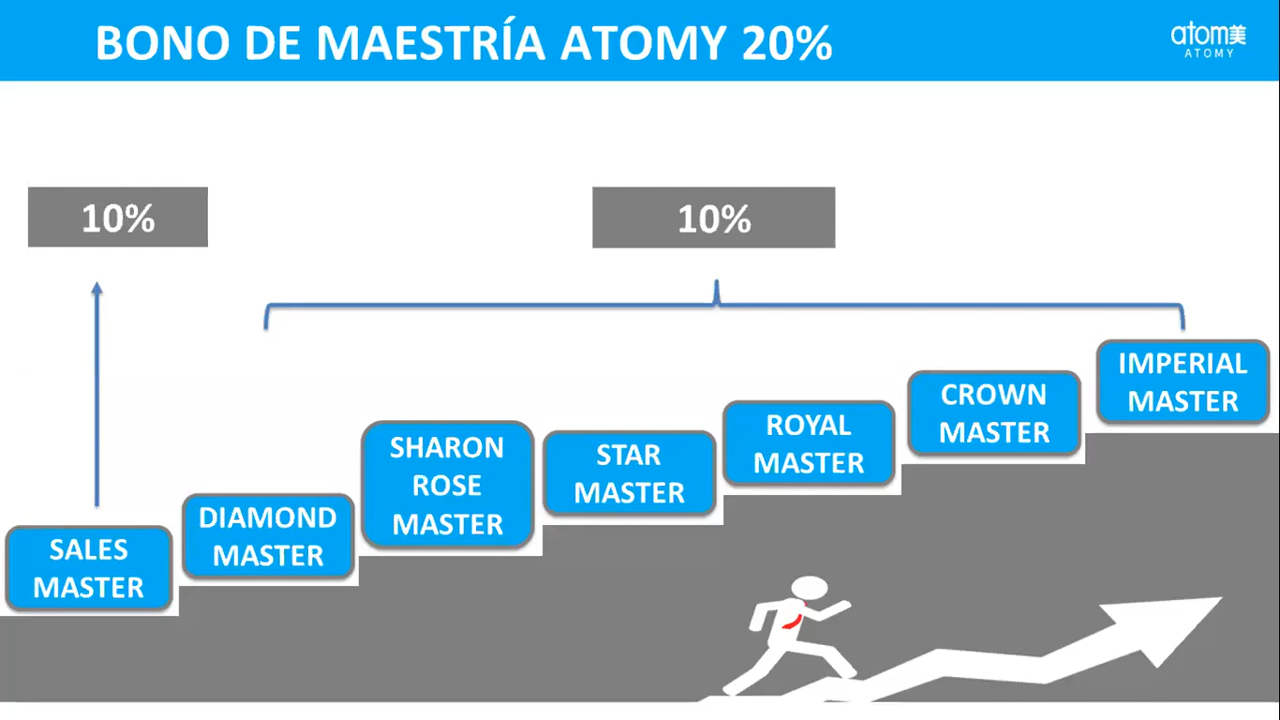 BONO DE MAESTRÍA ATOMY 20%
atom美
ATOMY
10%
10%
SALES
MASTER
DIAMOND
MASTER
SHARON
ROSE
MASTER
STAR
MASTER
ROYAL
MASTER
CROWN
MASTER
IMPERIAL
MASTER